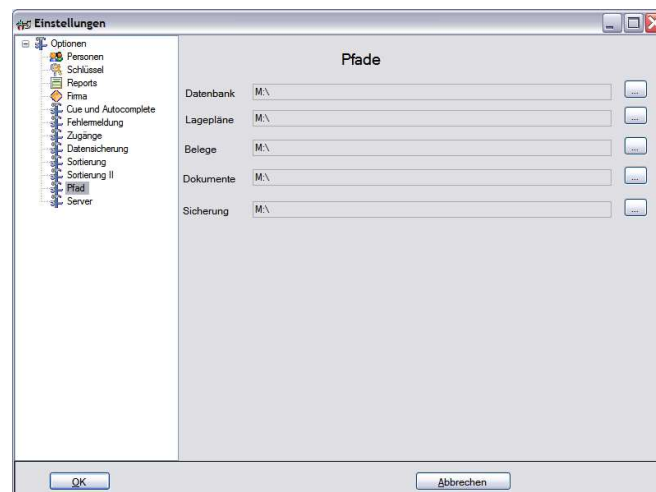 Einstellungen
Optionen
Personen
Schlüssel
Reports
Firma
Cue und Autocomplete
Fehlermeldung
Zugänge
Datensicherung
Sortierung
Sortierung II
Pfad
Server
Pfade
Datenbank M:\ ...
Lagepläne M:\ ...
Belege M:\ ...
Dokumente M:\ ...
Sicherung M:\ ...
OK Abbrechen